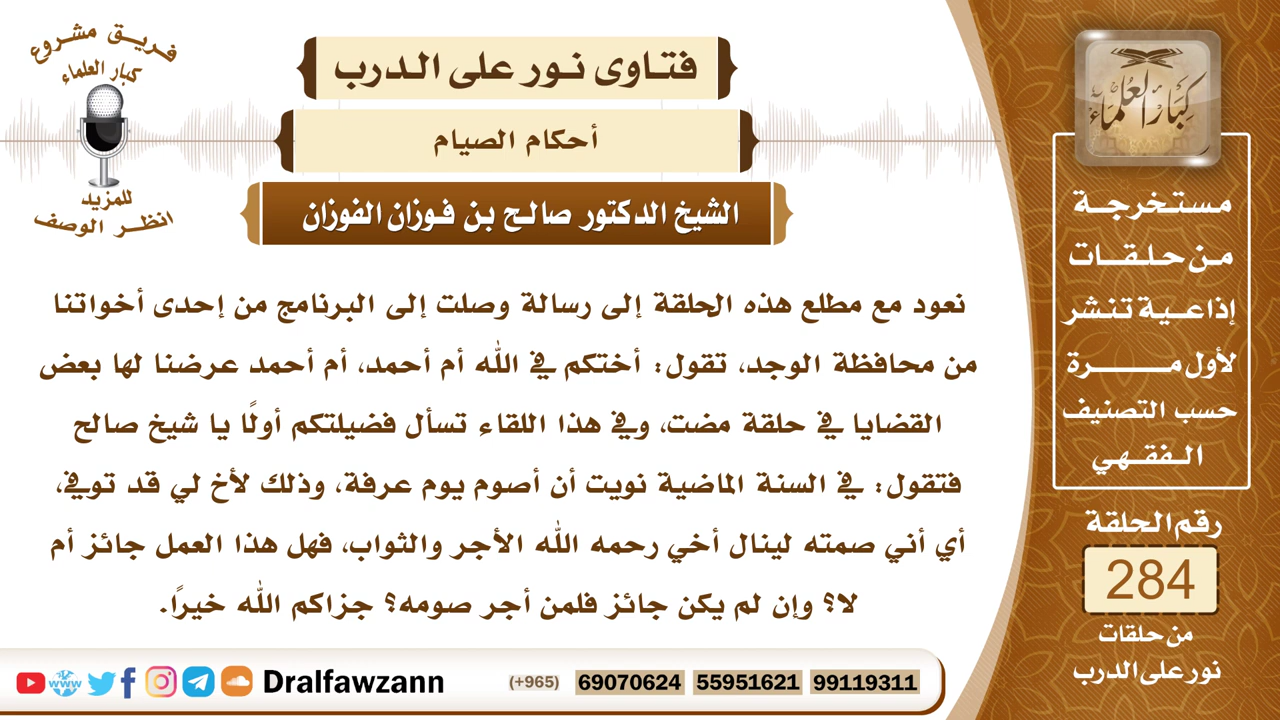 فريق مشروع
كبار العلماء
للمزيد
انظر الوصف
فتاوى نور على الدرب
أحكام الصيام
الشيخ الدكتور صالح بن فوزان الفوزان
نعود مع مطلع هذه الحلقة إلى رسالة وصلت إلى البرنامج من إحدى أخواتنا
من محافظة الوجد، تقول: أختكم في الله أم أحمد، أم أحمد عرضنا لها بعض
القضايا في حلقة مضت، وفي هذا اللقاء تسأل فضيلتكم أولًا يا شيخ صالح
فتقول: في السنة الماضية نويت أن أصوم يوم عرفة، وذلك لأخ لي قد توفي،
أي أني صمته لينال أخي رحمه الله الأجر والثواب، فهل هذا العمل جائز أم
لا؟ وإن لم يكن جائز فلمن أجر صومه؟ جزاكم الله خيرًا.
كبار العلماء
مستخرجة
من حلقات
إذاعية تنشر
لأول مرة
حسب التصنيف
الفقهي
رقم الحلقة
284
من حلقات
نور على الدرب
www Dralfawzann (+965) 69070624 55951621 99119311